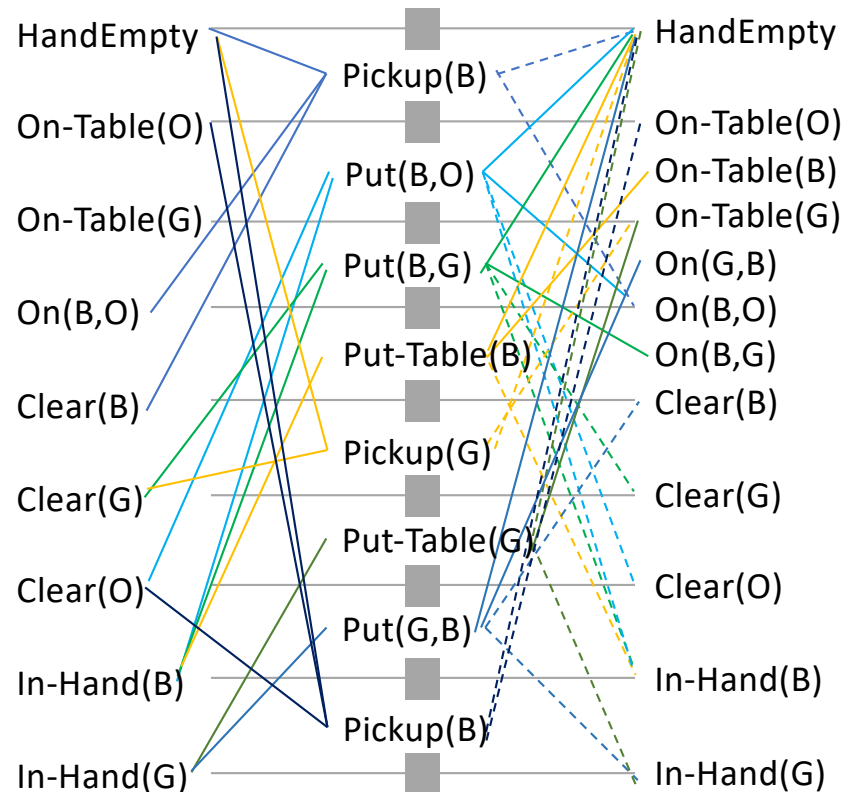 HandEmpty
On-Table(O)
On-Table(G)
On(B,O)
Clear(B)
Clear(G)
Clear(O)
In-Hand(B)
In-Hand(G)
Pickup(B)
Put(B,O)
Put(B,G)
Put-Table(B)
Pickup(G)
Put-Table(G)
Put(G,B)
Pickup(B)
HandEmpty
On-Table(O)
On-Table(B)
On-Table(G)
On(G,B)
On(B,O)
On(B,G)
Clear(B)
Clear(G)
Clear(O)
In-Hand(B)
In-Hand(G)